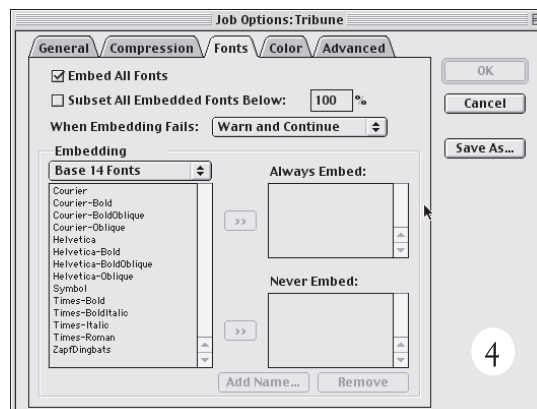 Job Options: Tribune
General Compression Fonts Color Advanced
Embed All Fonts
Subset All Embedded Fonts Below: 100 %
When Embedding Fails: Warn and Continue
Embedding
Base 14 Fonts
Courier
Courier-Bold
Courier-BoldOblique
Courier-Oblique
Helvetica
Helvetica-Bold
Helvetica-BoldOblique
Helvetica-Oblique
Symbol
Times-Bold
Times-BoldItalic
Times-Italic
Times-Roman
ZapfDingbats
>>
>>
Always Embed:
Never Embed:
Add Name... Remove
OK
Cancel
Save As...
4